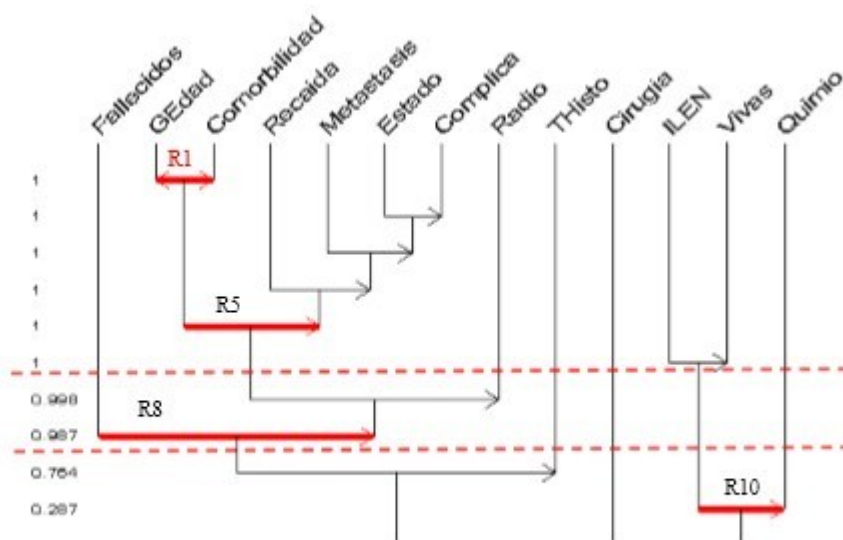 Fallecidos
GEdad
Comorbilidad
Recaida
Metastasis
Estado
Complica
Radio
THisto
Cirugia
ILEN
Vivas
Quimio
R1
1
1
1
1
R5
1
1
0.998
R8
0.987
0.764
R10
0.287